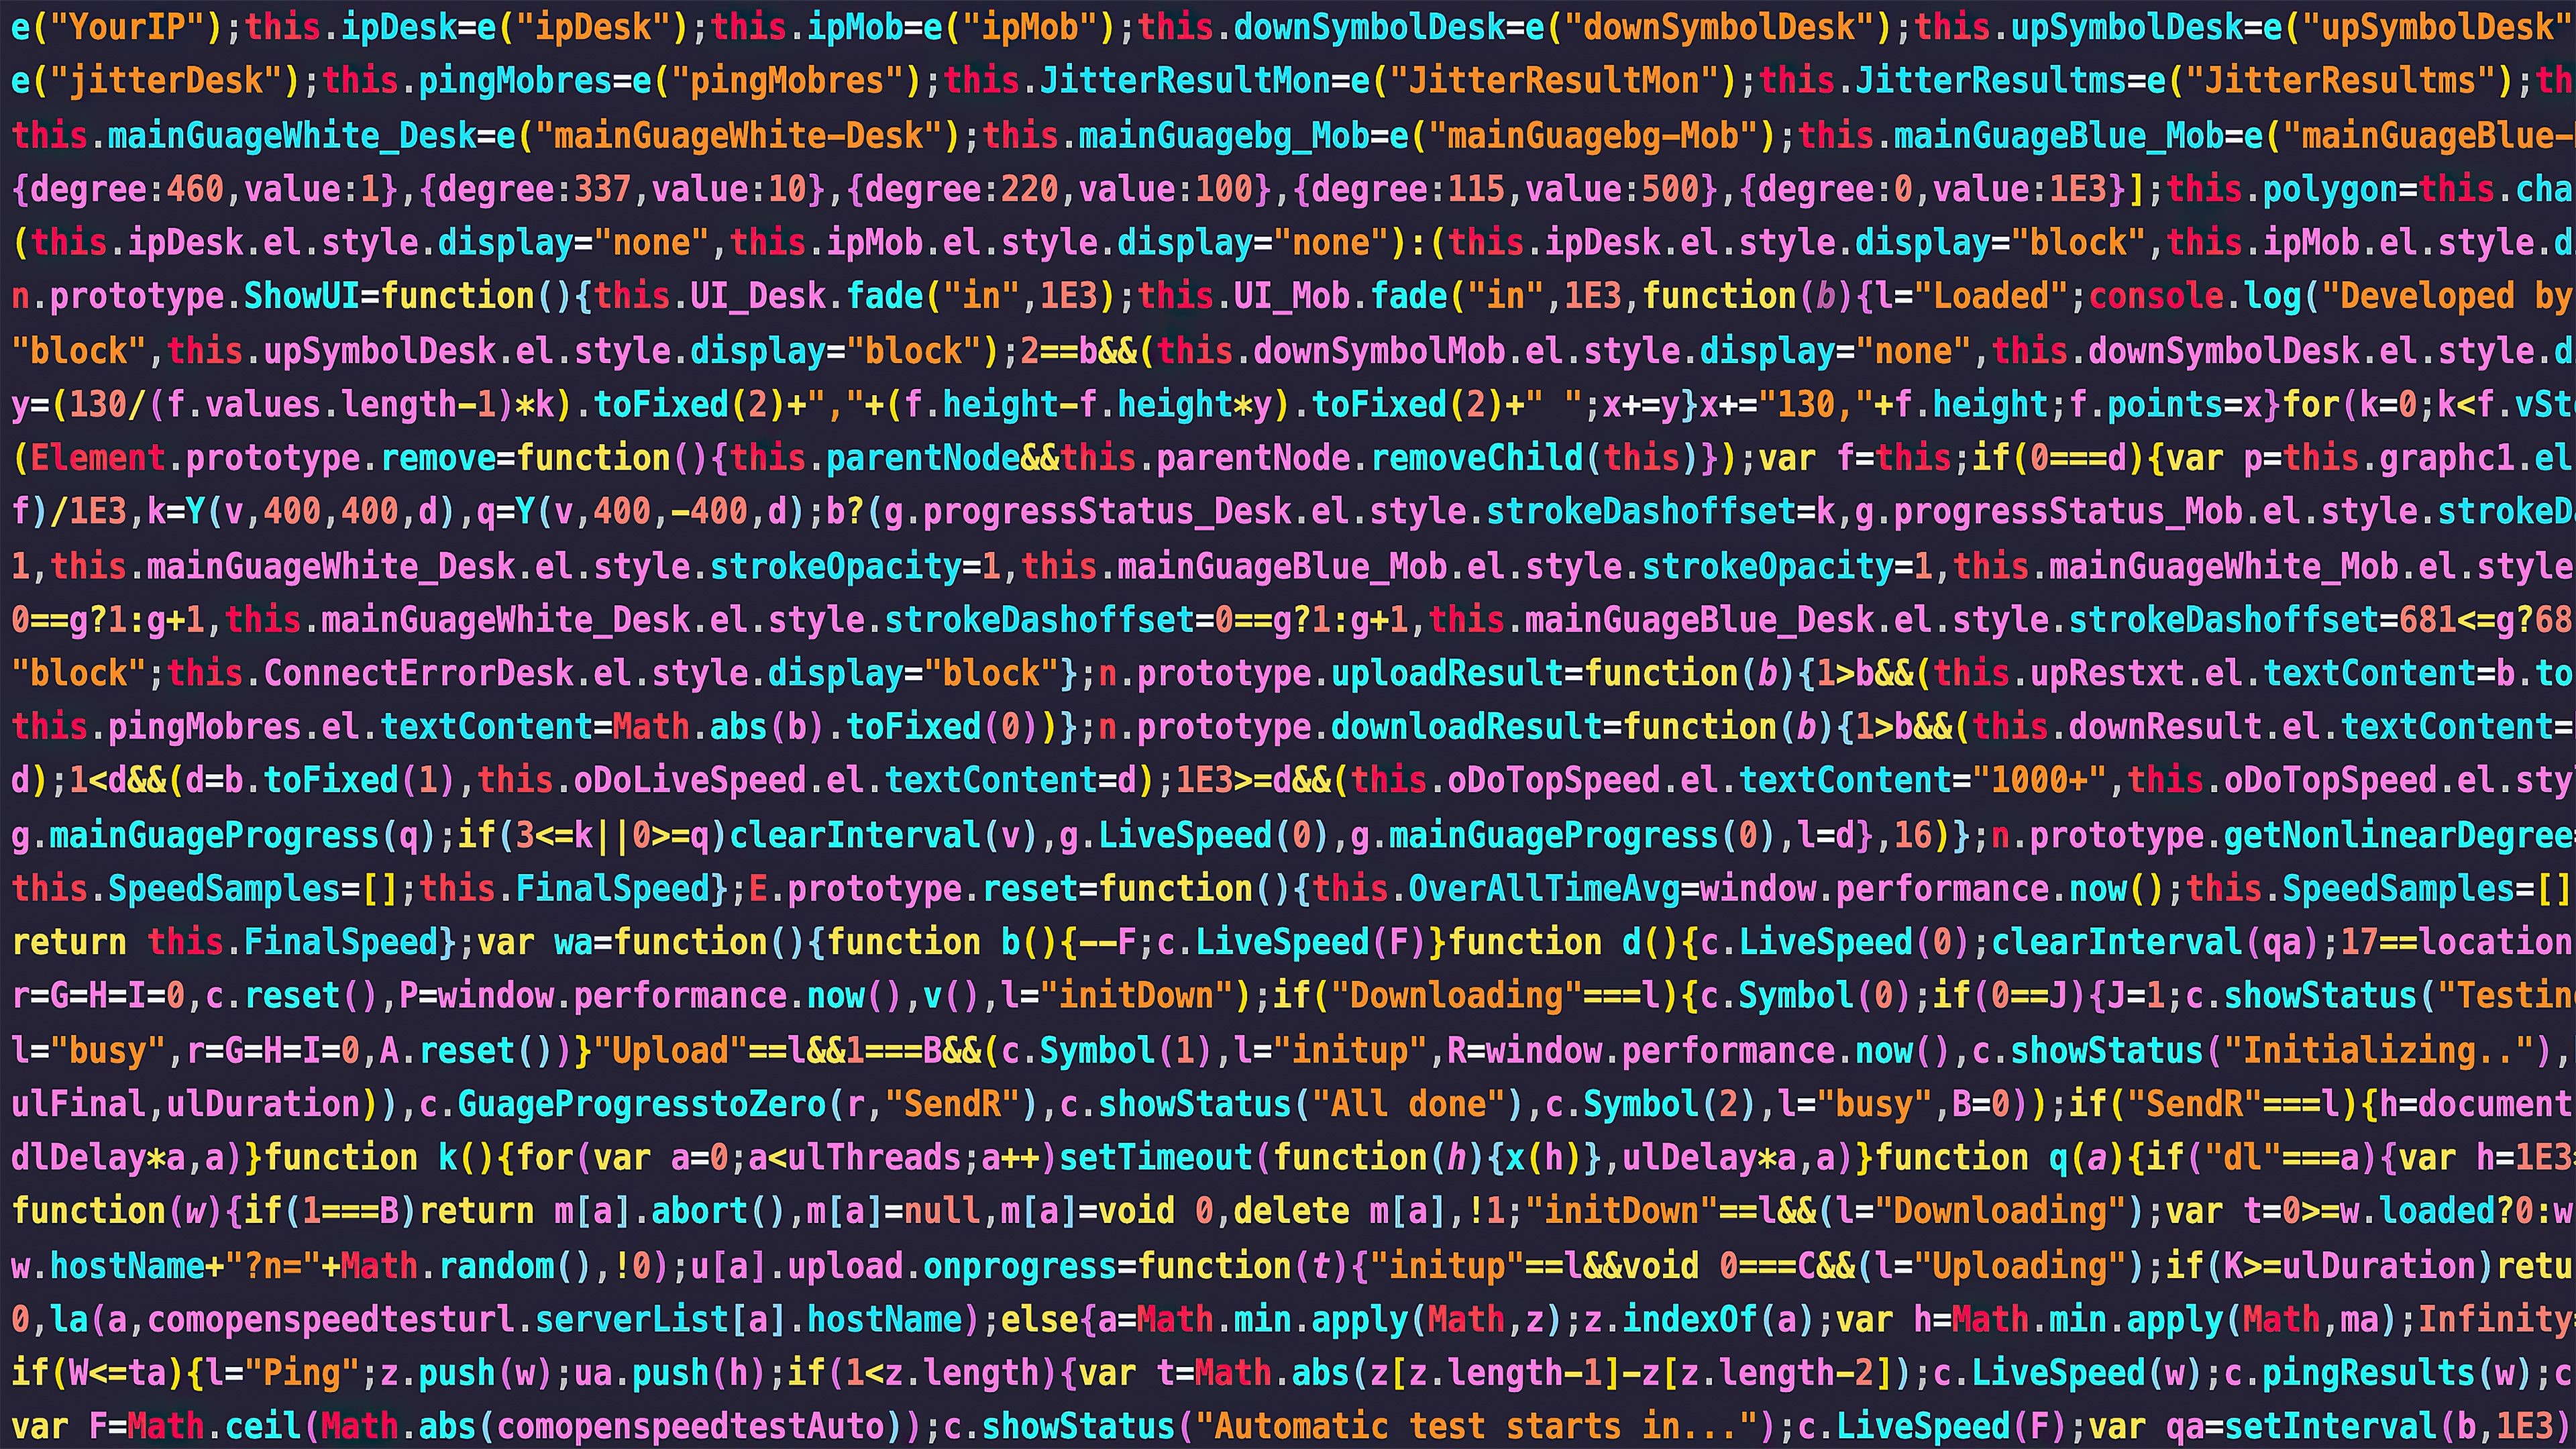 e("YourIP");this.ipDesk=e("ipDesk");this.ipMob=e("ipMob");this.downSymbolDesk=e("downSymbolDesk");this.upSymbolDesk=e("upSymbolDesk"
e("jitterDesk");this.pingMobres=e("pingMobres");this.JitterResultMon=e("JitterResultMon");this.JitterResultms=e("JitterResultms");th
this.mainGuageWhite_Desk=e("mainGuageWhite-Desk");this.mainGuagebg_Mob=e("mainGuagebg-Mob");this.mainGuageBlue_Mob=e("mainGuageBlue-
{degree:460,value:1},{degree:337,value:10},{degree:220,value:100},{degree:115,value:500},{degree:0,value:1E3}];this.polygon=this.cha
(this.ipDesk.el.style.display="none",this.ipMob.el.style.display="none"):(this.ipDesk.el.style.display="block",this.ipMob.el.style.d
n.prototype.ShowUI=function(){this.UI_Desk.fade("in",1E3);this.UI_Mob.fade("in",1E3,function(b){l="Loaded";console.log("Developed by
"block",this.upSymbolDesk.el.style.display="block");2==b&&(this.downSymbolMob.el.style.display="none",this.downSymbolDesk.el.style.d
y=(130/(f.values.length-1)*k).toFixed(2)+","+(f.height-f.height*y).toFixed(2)+" ";x+=y}x+="130,"+f.height;f.points=x}for(k=0;k<f.vSt
(Element.prototype.remove=function(){this.parentNode&&this.parentNode.removeChild(this)});var f=this;if(0===d){var p=this.graphc1.el
f)/1E3,k=Y(v,400,400,d),q=Y(v,400,-400,d);b?(g.progressStatus_Desk.el.style.strokeDashoffset=k,g.progressStatus_Mob.el.style.strokeD
1,this.mainGuageWhite_Desk.el.style.strokeOpacity=1,this.mainGuageBlue_Mob.el.style.strokeOpacity=1,this.mainGuageWhite_Mob.el.style
0==g?1:g+1,this.mainGuageWhite_Desk.el.style.strokeDashoffset=0==g?1:g+1,this.mainGuageBlue_Desk.el.style.strokeDashoffset=681<=g?68
"block";this.ConnectErrorDesk.el.style.display="block"};n.prototype.uploadResult=function(b){1>b&&(this.upRestxt.el.textContent=b.to
this.pingMobres.el.textContent=Math.abs(b).toFixed(0))};n.prototype.downloadResult=function(b){1>b&&(this.downResult.el.textContent=
d);1<d&&(d=b.toFixed(1),this.oDoLiveSpeed.el.textContent=d);1E3>=d&&(this.oDoTopSpeed.el.textContent="1000+",this.oDoTopSpeed.el.sty
g.mainGuageProgress(q);if(3<=k||0>=q)clearInterval(v),g.LiveSpeed(0),g.mainGuageProgress(0),l=d},16)};n.prototype.getNonlinearDegree=
this.SpeedSamples=[];this.FinalSpeed};E.prototype.reset=function(){this.OverAllTimeAvg=window.performance.now();this.SpeedSamples=[]
return this.FinalSpeed};var wa=function(){function b(){--F;c.LiveSpeed(F)}function d(){c.LiveSpeed(0);clearInterval(qa);17==location
r=G=H=I=0,c.reset(),P=window.performance.now(),v(),l="initDown");if("Downloading"===l){c.Symbol(0);if(0==J){J=1;c.showStatus("Testing
l="busy",r=G=H=I=0,A.reset())}"Upload"==l&&1===B&&(c.Symbol(1),l="initup",R=window.performance.now(),c.showStatus("Initializing.."),
ulFinal,ulDuration)),c.GuageProgresstoZero(r,"SendR"),c.showStatus("All done"),c.Symbol(2),l="busy",B=0));if("SendR"===l){h=document
dlDelay*a,a)}function k(){for(var a=0;a<ulThreads;a++)setTimeout(function(h){x(h)},ulDelay*a,a)}function q(a){if("dl"===a){var h=1E3*
function(w){if(1===B)return m[a].abort(),m[a]=null,m[a]=void 0,delete m[a],!1;"initDown"==l&&(l="Downloading");var t=0>=w.loaded?0:w
w.hostName+"?n="+Math.random(),!0);u[a].upload.onprogress=function(t){"initup"==l&&void 0===C&&(l="Uploading");if(K>=ulDuration)retu
0,la(a,comopenspeedtesturl.serverList[a].hostName);else{a=Math.min.apply(Math,z);z.indexOf(a);var h=Math.min.apply(Math,ma);Infinity=
if(W<=ta){l="Ping";z.push(w);ua.push(h);if(1<z.length){var t=Math.abs(z[z.length-1]-z[z.length-2]);c.LiveSpeed(w);c.pingResults(w);c
var F=Math.ceil(Math.abs(comopenspeedtestAuto));c.showStatus("Automatic test starts in...");c.LiveSpeed(F);var qa=setInterval(b,1E3)